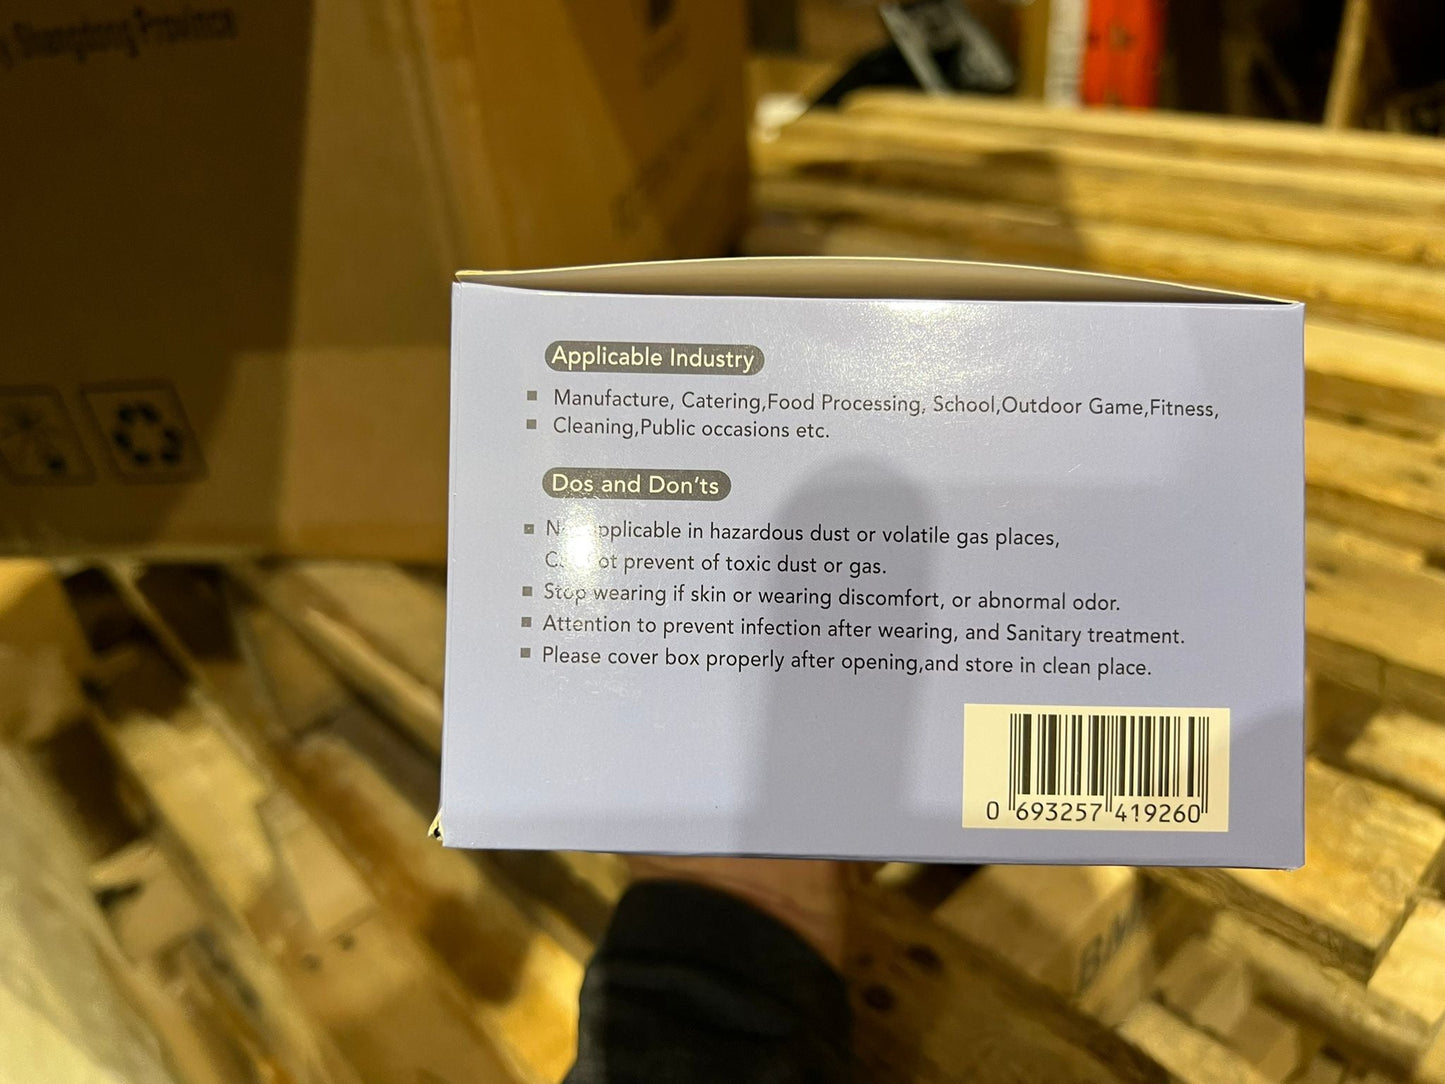 Shangdong Province
Applicable Industry
Manufacture, Catering,Food Processing, School,Outdoor Game,Fitness,
Cleaning,Public occasions etc.
Dos and Don'ts
applicable in hazardous dust or volatile gas places,
prevent of toxic dust or gas.
Stop wearing if skin or wearing discomfort, or abnormal odor.
Attention to prevent infection after wearing, and Sanitary treatment.
Please cover box properly after opening,and store in clean place.
0 693257 419260